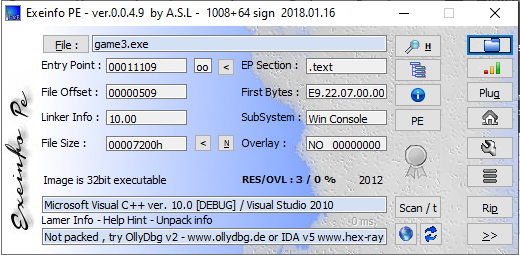 Exeinfo PE - ver.0.0.4.9 by A.S.L - 1008+64 sign 2018.01.16
File : game3.exe H
Entry Point : 00011109 oo < EP Section : .text
File Offset : 00000509 First Bytes : E9.22.07.00.00 Plug
Linker Info : 10.00 SubSystem : Win Console PE
File Size : 00007200h < N Overlay : NO 00000000
Image is 32bit executable RES/OVL : 3 / 0 % 2012
Exeinfo Pe
Microsoft Visual C++ ver. 10.0 [DEBUG] / Visual Studio 2010 Scan / t Rip
Lamer Info - Help Hint - Unpack info 0 ms.
Not packed , try OllyDbg v2 - www.ollydbg.de or IDA v5 www.hex-ray >>